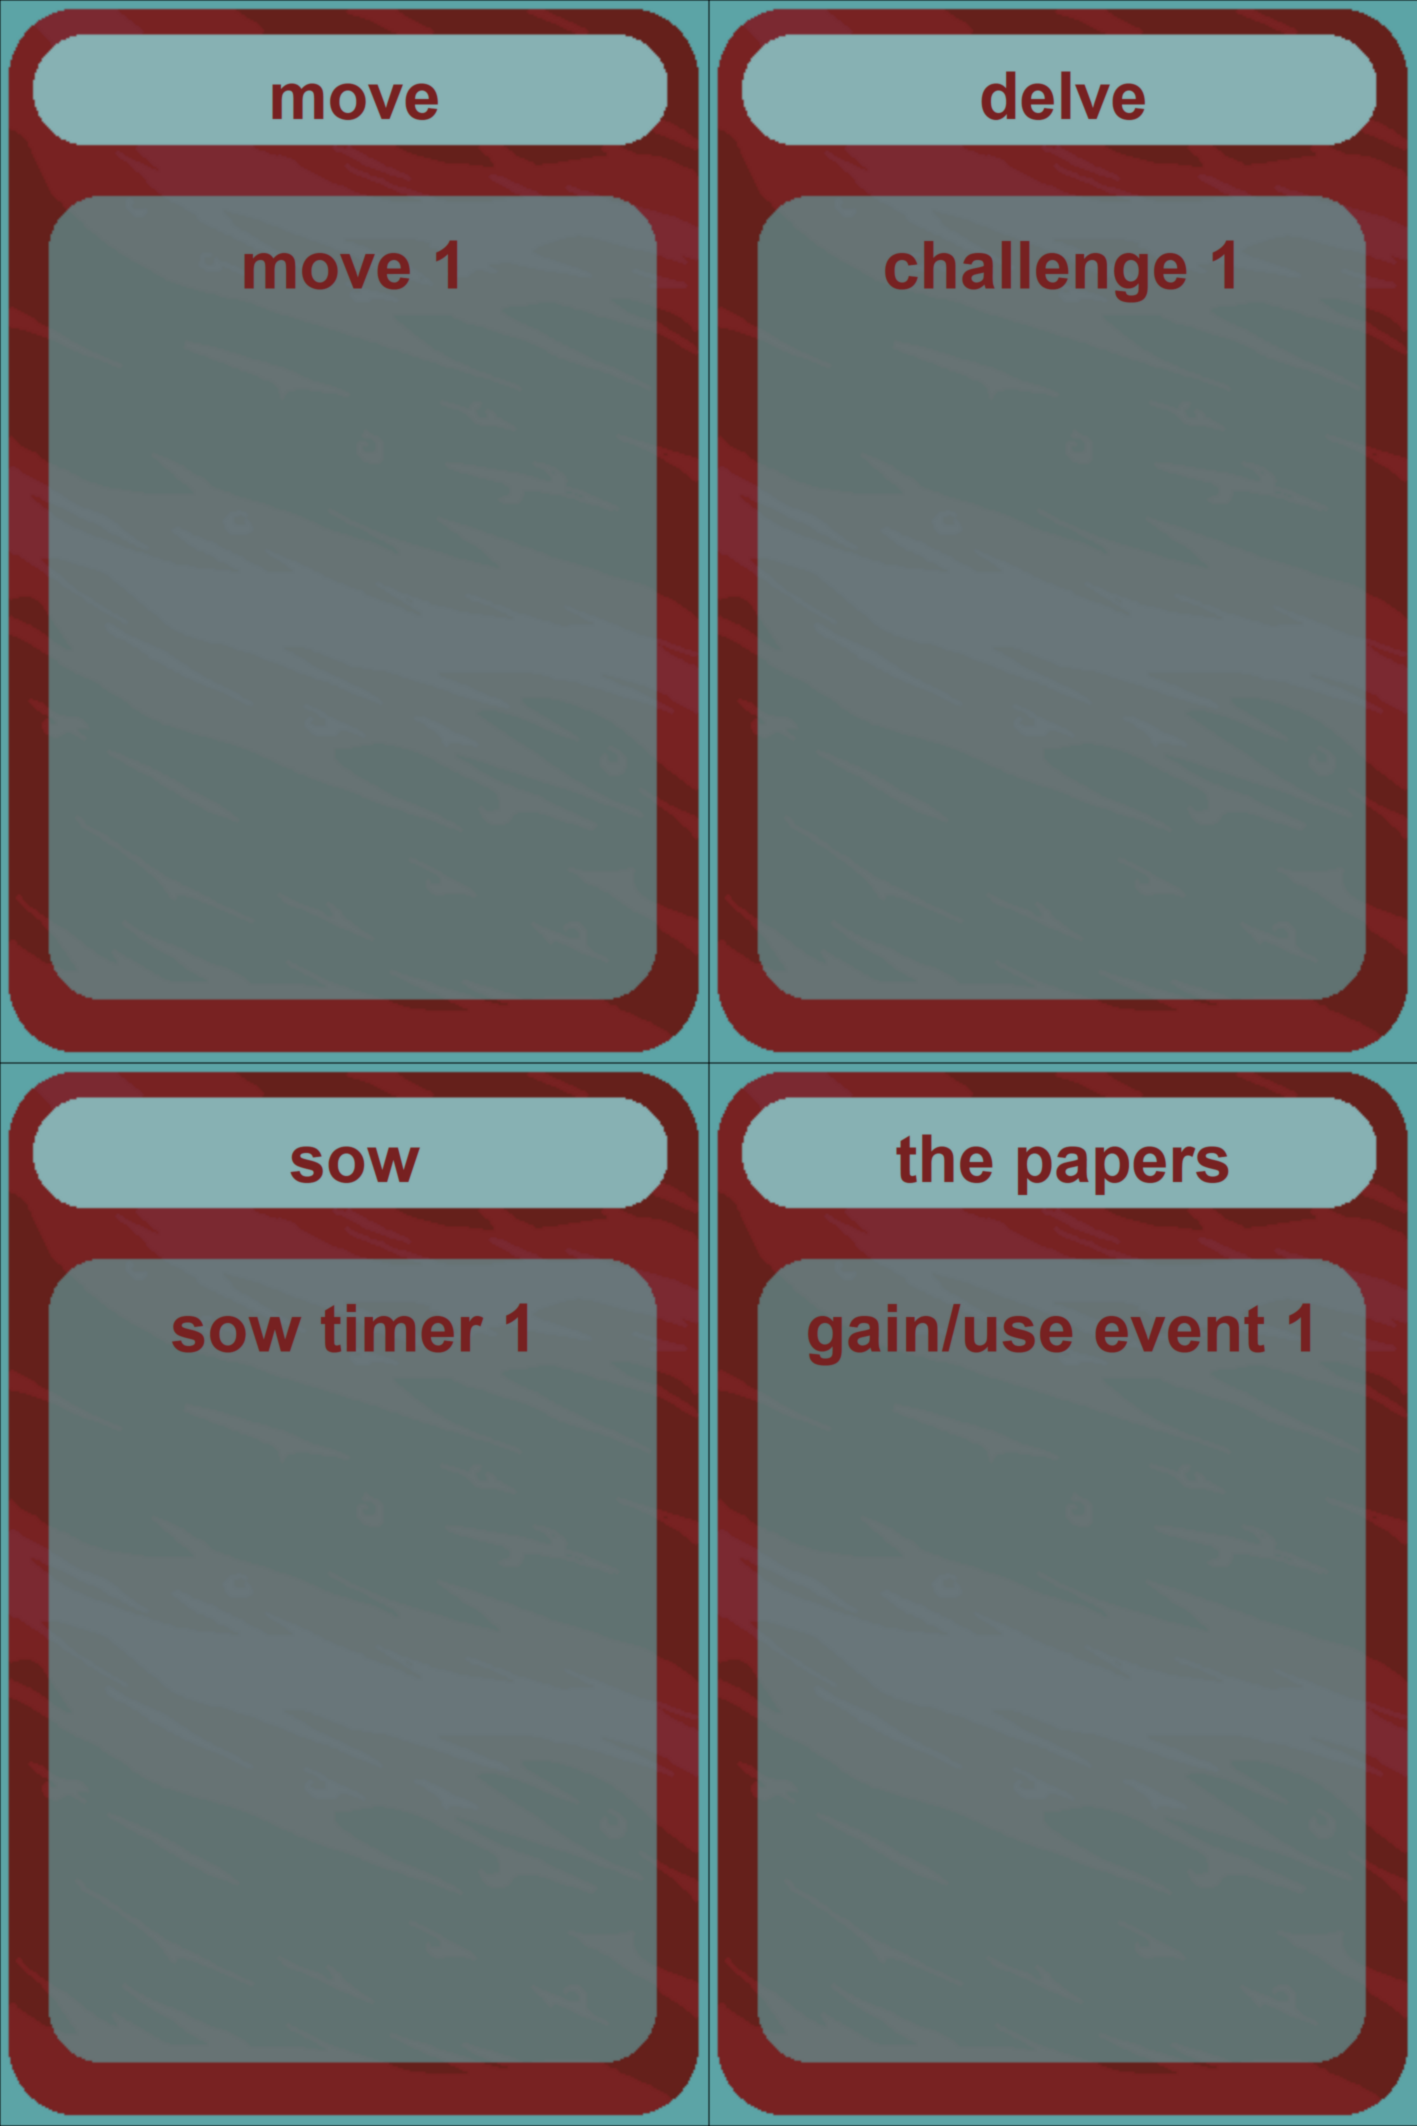 move
move 1
delve
challenge 1
sow
sow timer 1
the papers
gain/use event 1